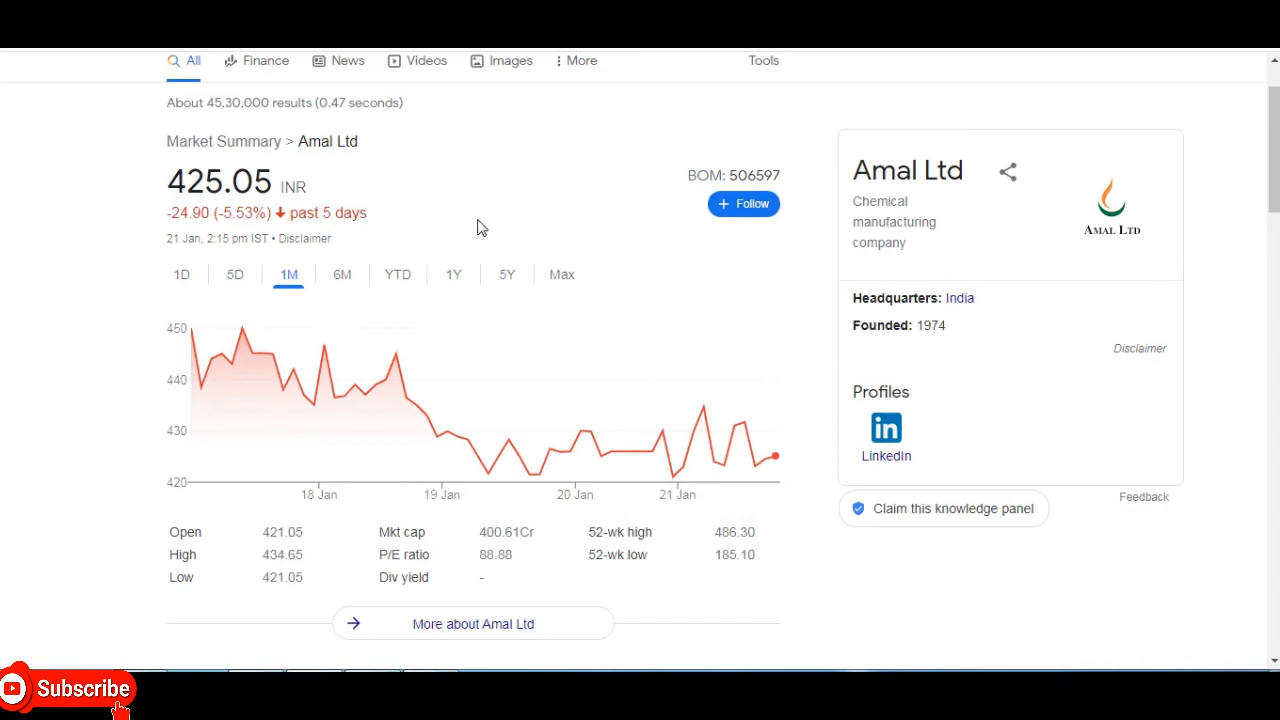 All Finance News Videos Images More Tools
About 45,30,000 results (0.47 seconds)
Market Summary > Amal Ltd
425.05 INR
-24.90 (-5.53%) past 5 days
21 Jan, 2:15 pm IST • Disclaimer
BOM: 506597
+ Follow
1D 5D 1M 6M YTD 1Y 5Y Max
450
440
430
420
18 Jan 19 Jan 20 Jan 21 Jan
Open 421.05 Mkt cap 400.61Cr 52-wk high 486.30
High 434.65 P/E ratio 88.88 52-wk low 185.10
Low 421.05 Div yield -
More about Amal Ltd
Amal Ltd
Chemical
manufacturing
company
AMAL LTD
Headquarters: India
Founded: 1974
Disclaimer
Profiles
in
LinkedIn
Claim this knowledge panel
Feedback
Subscribe